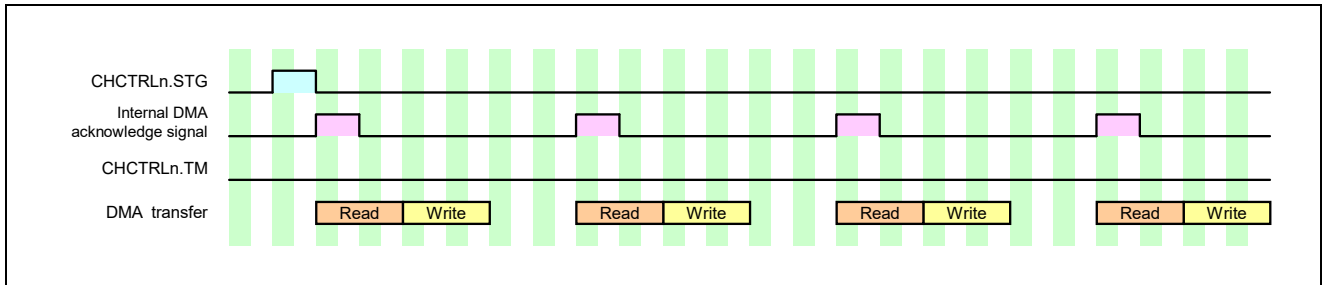 CHCTRLn.STG
Internal DMA
acknowledge signal
CHCTRLn.TM
DMA transfer
Read Write Read Write Read Write Read Write